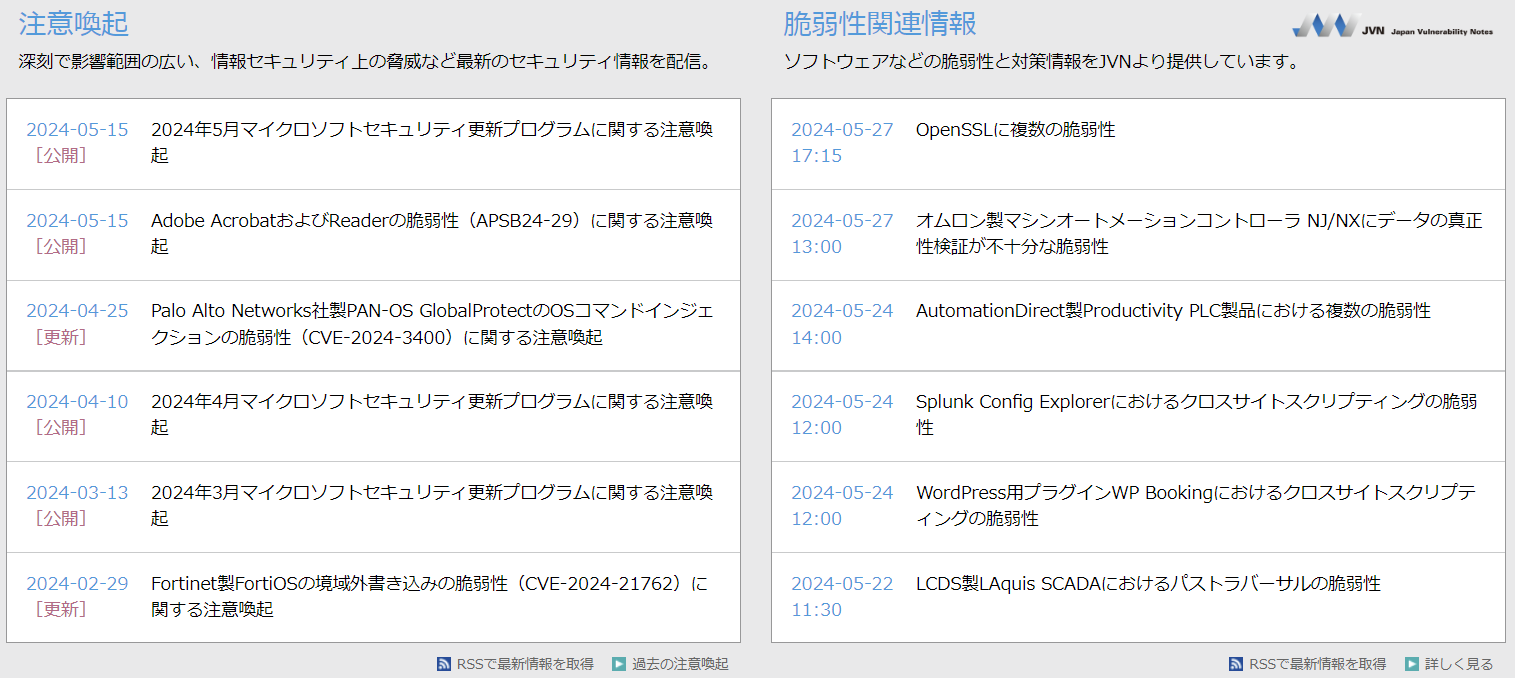 注意喚起
深刻で影響範囲の広い、情報セキュリティ上の脅威など最新のセキュリティ情報を配信。
2024-05-15
［公開］
2024年5月マイクロソフトセキュリティ更新プログラムに関する注意喚
起
2024-05-15
［公開］
Adobe AcrobatおよびReaderの脆弱性（APSB24-29）に関する注意喚
起
2024-04-25
［更新］
Palo Alto Networks社製PAN-OS GlobalProtectのOSコマンドインジェ
クションの脆弱性（CVE-2024-3400）に関する注意喚起
2024-04-10
［公開］
2024年4月マイクロソフトセキュリティ更新プログラムに関する注意喚
起
2024-03-13
［公開］
2024年3月マイクロソフトセキュリティ更新プログラムに関する注意喚
起
2024-02-29
［更新］
Fortinet製FortiOSの境域外書き込みの脆弱性（CVE-2024-21762）に
関する注意喚起
RSSで最新情報を取得
過去の注意喚起
脆弱性関連情報
JVN Japan Vulnerability Notes
ソフトウェアなどの脆弱性と対策情報をJVNより提供しています。
2024-05-27
17:15
OpenSSLに複数の脆弱性
2024-05-27
13:00
オムロン製マシンオートメーションコントローラ NJ/NXにデータの真正
性検証が不十分な脆弱性
2024-05-24
14:00
AutomationDirect製Productivity PLC製品における複数の脆弱性
2024-05-24
12:00
Splunk Config Explorerにおけるクロスサイトスクリプティングの脆弱
性
2024-05-24
12:00
WordPress用プラグインWP Bookingにおけるクロスサイトスクリプテ
ィングの脆弱性
2024-05-22
11:30
LCDS製LAquis SCADAにおけるパストラバーサルの脆弱性
RSSで最新情報を取得
詳しく見る